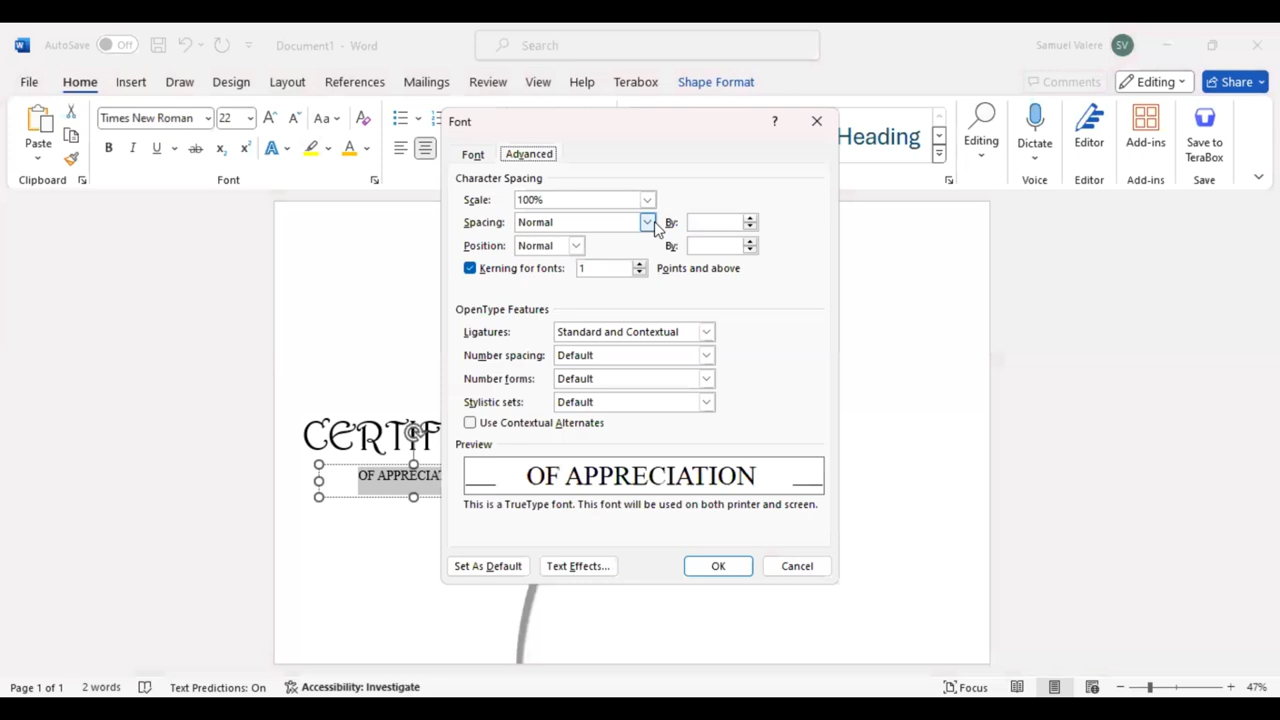 AutoSave Off Document1 - Word Search Samuel Valere SV
File Home Insert Draw Design Layout References Mailings Review View Help Terabox Shape Format Comments Editing Share
Times New Roman 22 Aa Heading
Paste Editing Dictate Editor Add-ins Save to TeraBox
Clipboard Font Voice Editor Add-ins Save
Font ?
Font Advanced
Character Spacing
Scale: 100%
Spacing: Normal By:
Position: Normal By:
Kerning for fonts: 1 Points and above
OpenType Features
Ligatures: Standard and Contextual
Number spacing: Default
Number forms: Default
Stylistic sets: Default
Use Contextual Alternates
Preview
OF APPRECIATION
This is a TrueType font. This font will be used on both printer and screen.
Set As Default Text Effects... OK Cancel
CERTIF
OF APPRECIAT
Page 1 of 1 2 words Text Predictions: On Accessibility: Investigate Focus 47%